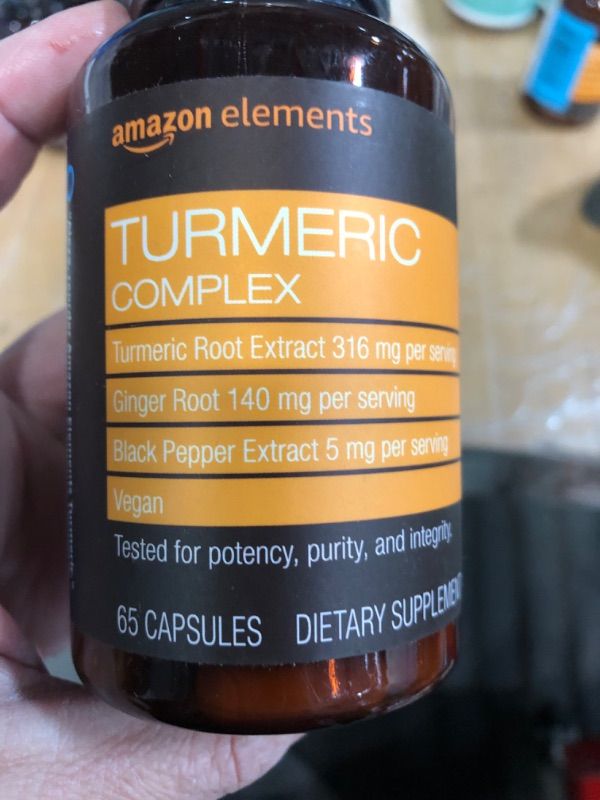 amazon elements
TURMERIC
COMPLEX
Turmeric Root Extract 316 mg per serving
Ginger Root 140 mg per serving
Black Pepper Extract 5 mg per serving
Vegan
Tested for potency, purity, and integrity.
65 CAPSULES DIETARY SUPPLEMENT